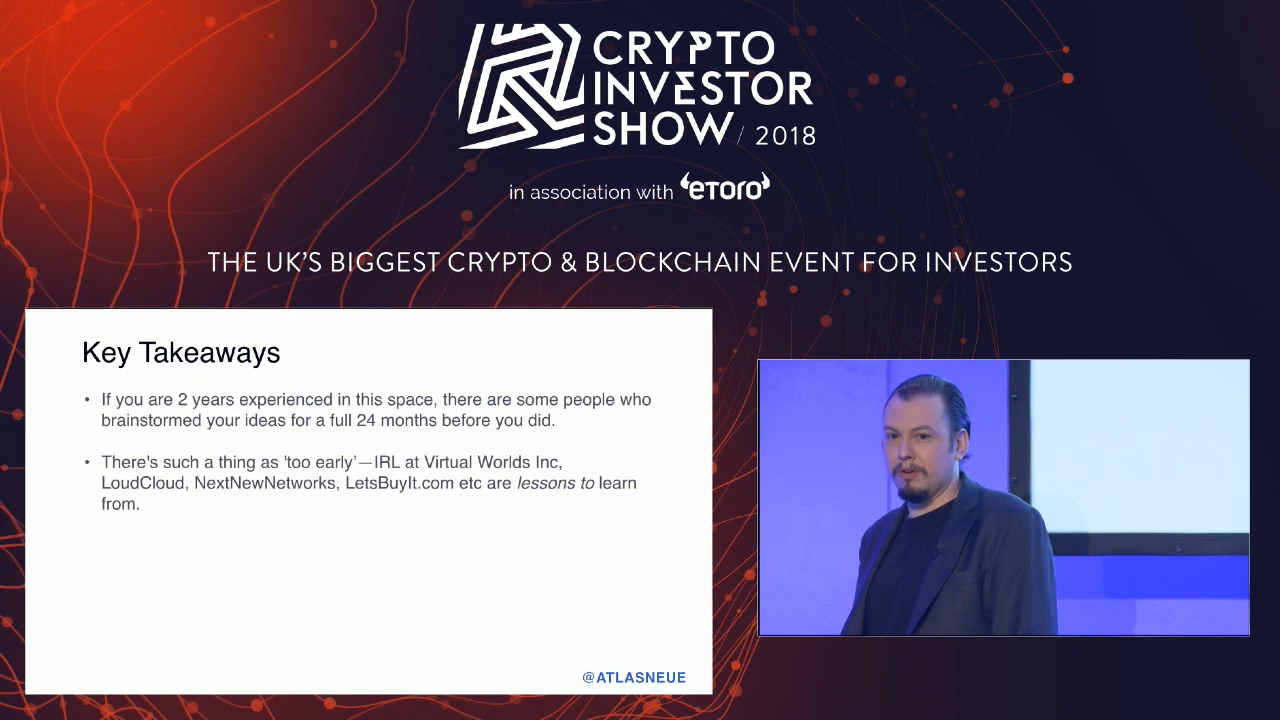 CRYPTO
INVESTOR
SHOW / 2018
in association with eToro
THE UK'S BIGGEST CRYPTO & BLOCKCHAIN EVENT FOR INVESTORS
Key Takeaways
• If you are 2 years experienced in this space, there are some people who
brainstormed your ideas for a full 24 months before you did.
• There's such a thing as 'too early’—IRL at Virtual Worlds Inc,
LoudCloud, NextNewNetworks, LetsBuyIt.com etc are lessons to learn
from.
@ATLASNEUE